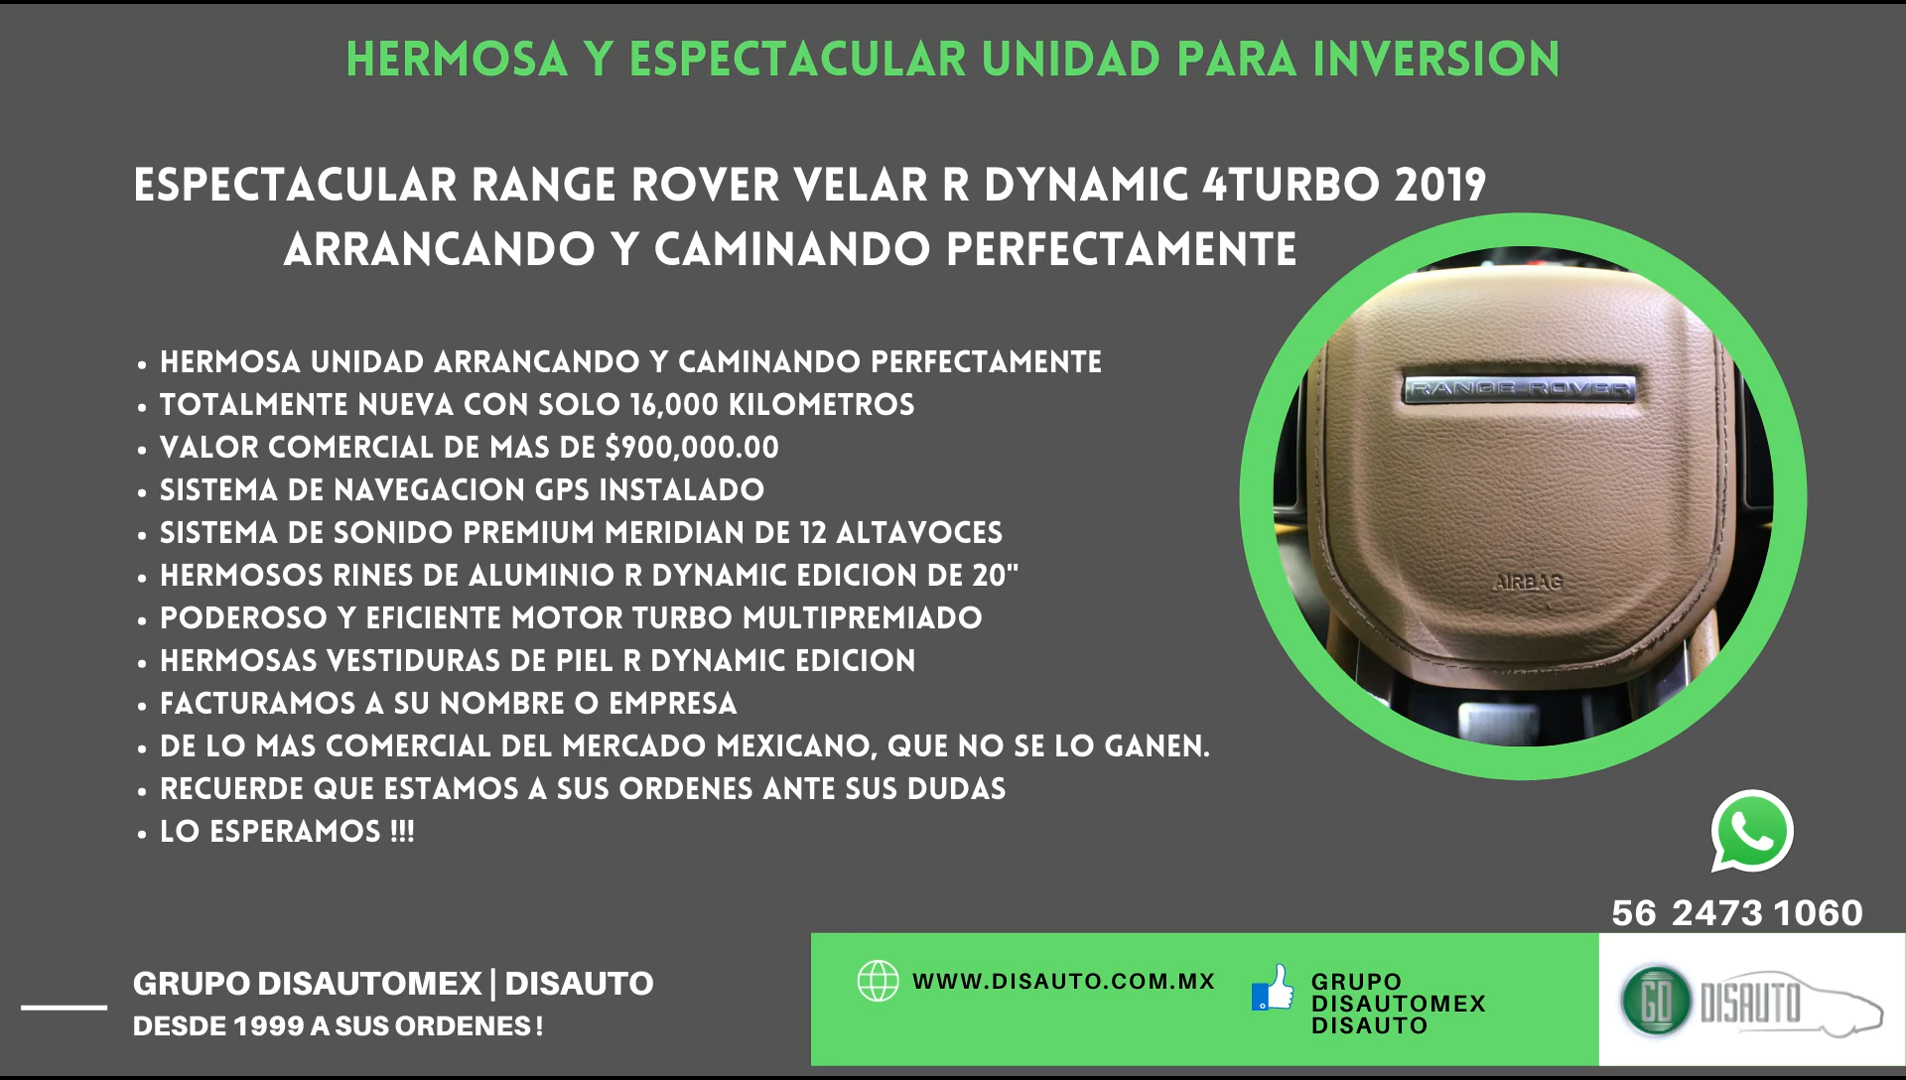 HERMOSA Y ESPECTACULAR UNIDAD PARA INVERSION
ESPECTACULAR RANGE ROVER VELAR R DYNAMIC 4TURBO 2019
ARRANCANDO Y CAMINANDO PERFECTAMENTE
• HERMOSA UNIDAD ARRANCANDO Y CAMINANDO PERFECTAMENTE
• TOTALMENTE NUEVA CON SOLO 16,000 KILOMETROS
• VALOR COMERCIAL DE MAS DE $900,000.00
• SISTEMA DE NAVEGACION GPS INSTALADO
• SISTEMA DE SONIDO PREMIUM MERIDIAN DE 12 ALTAVOCES
• HERMOSOS RINES DE ALUMINIO R DYNAMIC EDICION DE 20"
• PODEROSO Y EFICIENTE MOTOR TURBO MULTIPREMIADO
• HERMOSAS VESTIDURAS DE PIEL R DYNAMIC EDICION
• FACTURAMOS A SU NOMBRE O EMPRESA
• DE LO MAS COMERCIAL DEL MERCADO MEXICANO, QUE NO SE LO GANEN.
• RECUERDE QUE ESTAMOS A SUS ORDENES ANTE SUS DUDAS
• LO ESPERAMOS !!!
RANGE ROVER
AIRBAG
56 2473 1060
GRUPO DISAUTOMEX | DISAUTO
DESDE 1999 A SUS ORDENES !
WWW.DISAUTO.COM.MX
GRUPO
DISAUTOMEX
DISAUTO
GD DISAUTO